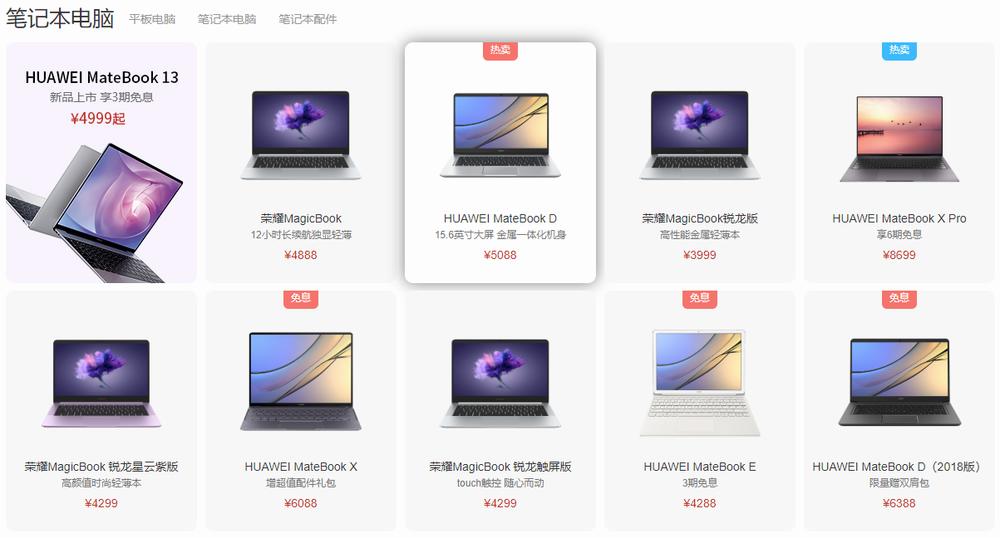 笔记本电脑
平板电脑
笔记本电脑
笔记本配件
HUAWEI MateBook 13
新品上市 享3期免息
¥4999起
荣耀MagicBook
12小时长续航独显轻薄
¥4888
热卖
HUAWEI MateBook D
15.6英寸大屏 金属一体化机身
¥5088
荣耀MagicBook锐龙版
高性能金属轻薄本
¥3999
热卖
HUAWEI MateBook X Pro
享6期免息
¥8699
荣耀MagicBook 锐龙星云紫版
高颜值时尚轻薄本
¥4299
免息
HUAWEI MateBook X
增超值配件礼包
¥6088
荣耀MagicBook 锐龙触屏版
touch触控 随心而动
¥4299
免息
HUAWEI MateBook E
3期免息
¥4288
免息
HUAWEI MateBook D（2018版）
限量赠双肩包
¥6388